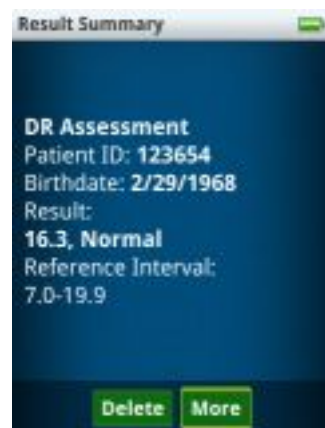 Result Summary
DR Assessment
Patient ID: 123654
Birthdate: 2/29/1968
Result:
16.3, Normal
Reference Interval:
7.0-19.9
Delete More